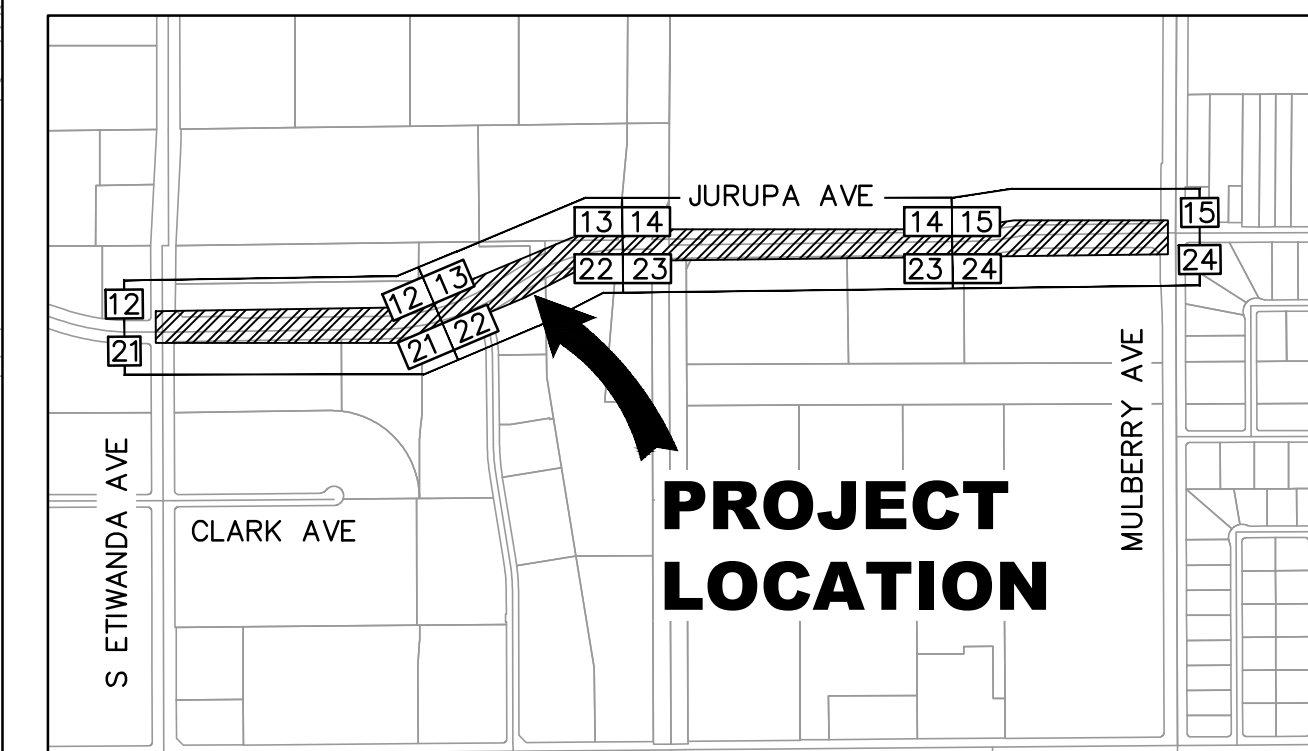 JURUPA AVE
13 14
14 15
15
22 23
23 24
24
12 13
12
21 22
21
MULBERRY AVE
S ETIWANDA AVE
CLARK AVE
PROJECT
LOCATION